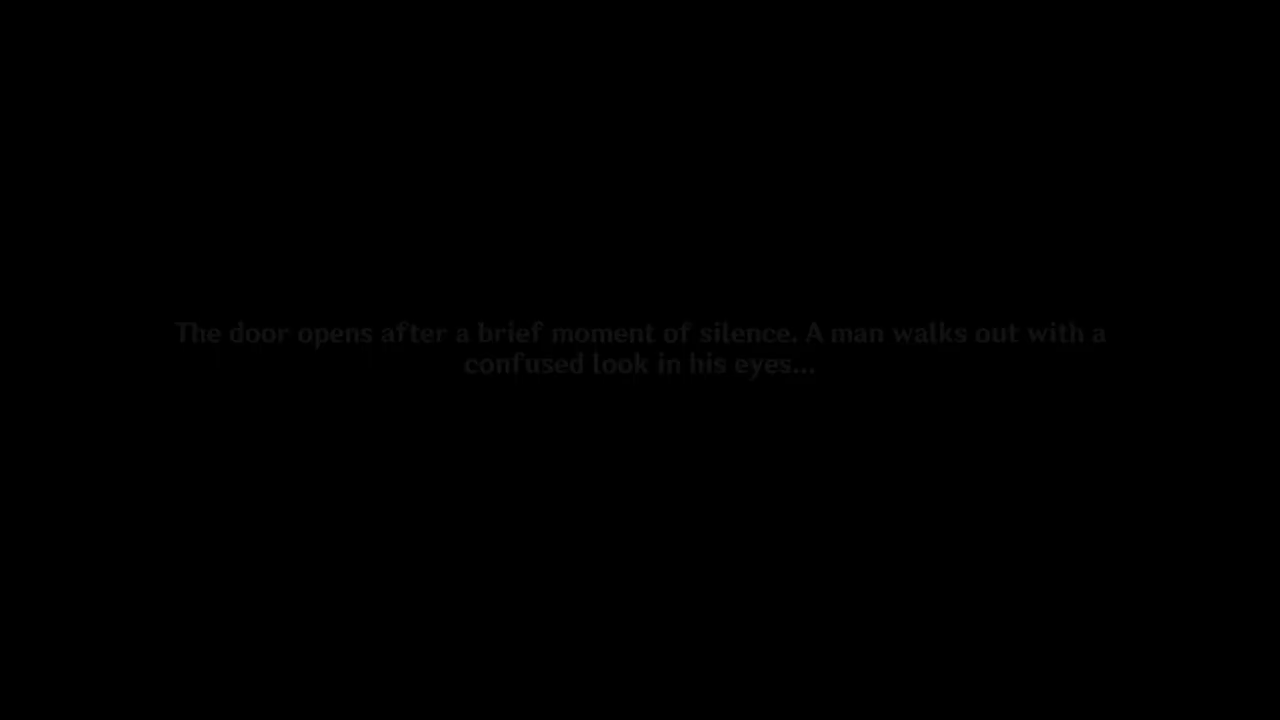 The door opens after a brief moment of silence. A man walks out with a
confused look in his eyes...